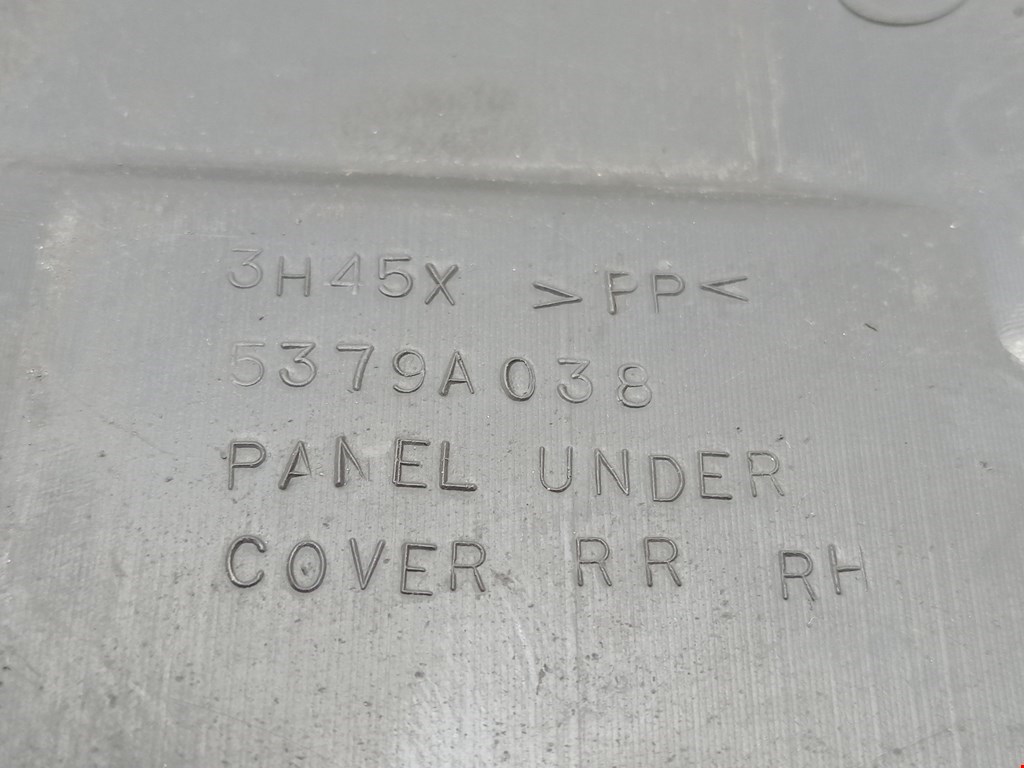 3H45X >PP<
5379A038
PANEL UNDER
COVER RR RH